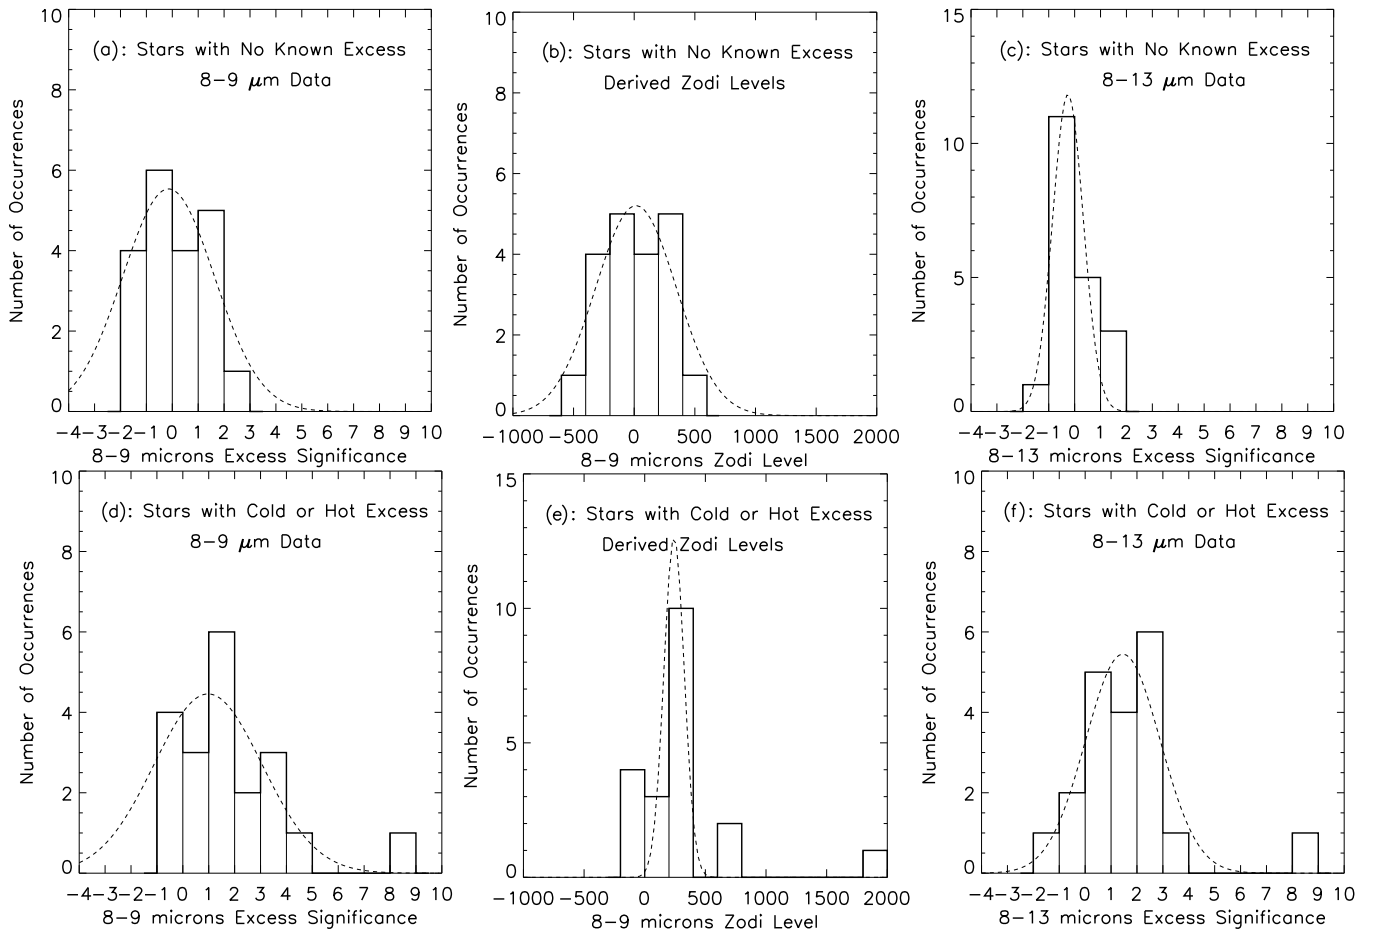 (a): Stars with No Known Excess
8-9 μm Data
Number of Occurrences
10
8
6
4
2
0
-4-3-2-1 0 1 2 3 4 5 6 7 8 9 10
8-9 microns Excess Significance
(b): Stars with No Known Excess
Derived Zodi Levels
Number of Occurrences
10
8
6
4
2
0
-1000 -500 0 500 1000 1500 2000
8-9 microns Zodi Level
(c): Stars with No Known Excess
8-13 μm Data
Number of Occurrences
15
10
5
0
-4-3-2-1 0 1 2 3 4 5 6 7 8 9 10
8-13 microns Excess Significance
(d): Stars with Cold or Hot Excess
8-9 μm Data
Number of Occurrences
10
8
6
4
2
0
-4-3-2-1 0 1 2 3 4 5 6 7 8 9 10
8-9 microns Excess Significance
(e): Stars with Cold or Hot Excess
Derived Zodi Levels
Number of Occurrences
15
10
5
0
-1000 -500 0 500 1000 1500 2000
8-9 microns Zodi Level
(f): Stars with Cold or Hot Excess
8-13 μm Data
Number of Occurrences
10
8
6
4
2
0
-4-3-2-1 0 1 2 3 4 5 6 7 8 9 10
8-13 microns Excess Significance